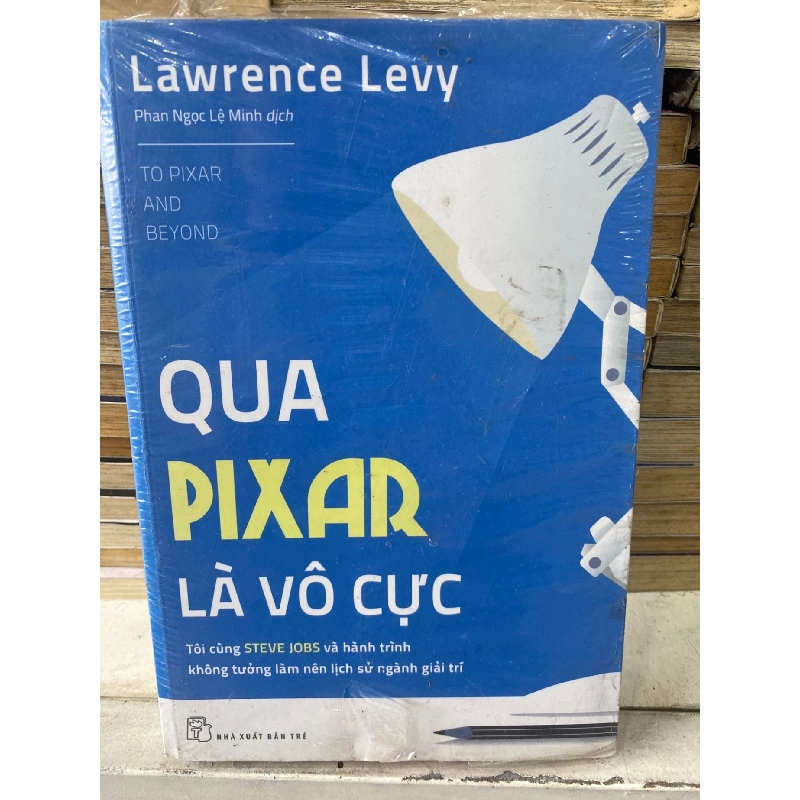 Lawrence Levy
Phan Ngọc Lệ Minh dịch
TO PIXAR
AND
BEYOND
QUA
PIXAR
LÀ VÔ CỰC
Tôi cùng STEVE JOBS và hành trình
không tưởng làm nên lịch sử ngành giải trí
NHÀ XUẤT BẢN TRẺ